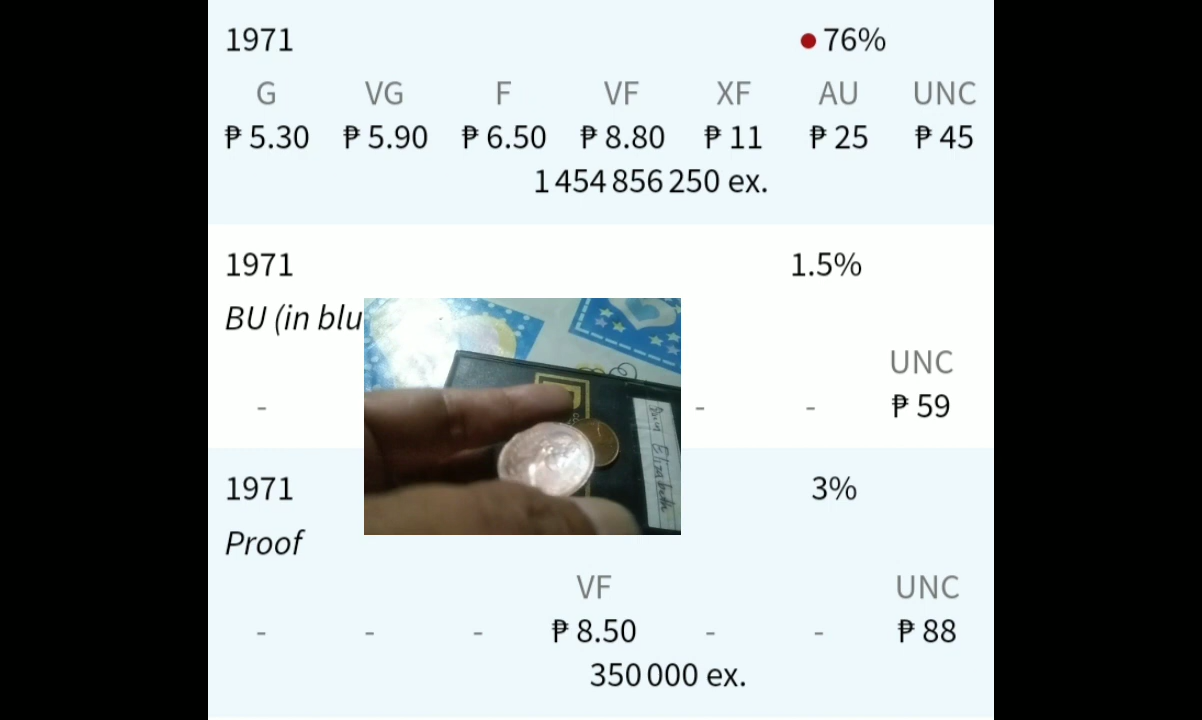 1971 76%
G VG F VF XF AU UNC
₱ 5.30 ₱ 5.90 ₱ 6.50 ₱ 8.80 ₱ 11 ₱ 25 ₱ 45
1 454 856 250 ex.
1971 1.5%
BU (in blu
UNC
- - - ₱ 59
1971 3%
Proof
VF UNC
- - - ₱ 8.50 - - ₱ 88
350 000 ex.
Elizabeth